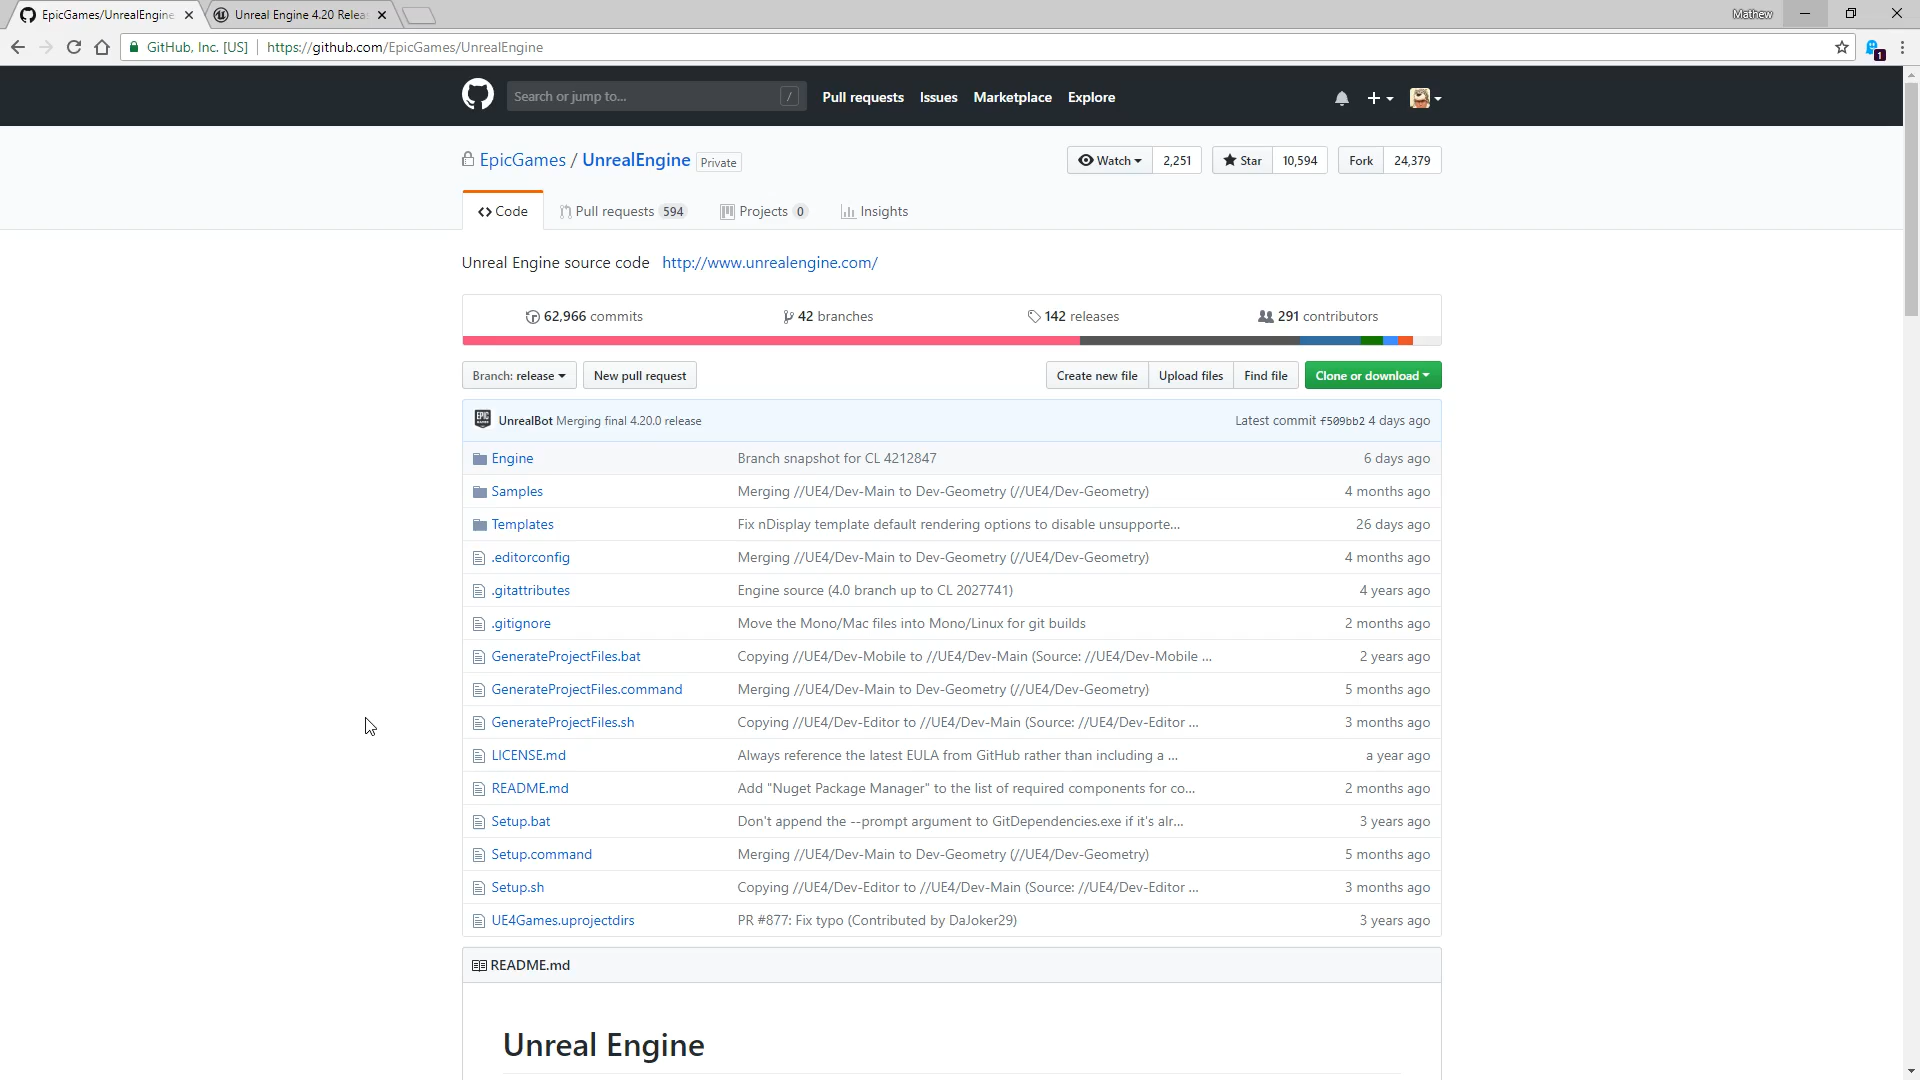 EpicGames/UnrealEngine
Unreal Engine 4.20 Relea
Mathew
GitHub, Inc. [US] https://github.com/EpicGames/UnrealEngine
1
Search or jump to... /
Pull requests Issues Marketplace Explore
EpicGames / UnrealEngine Private
Watch 2,251 Star 10,594 Fork 24,379
Code Pull requests 594 Projects 0 Insights
Unreal Engine source code http://www.unrealengine.com/
62,966 commits 42 branches 142 releases 291 contributors
Branch: release New pull request Create new file Upload files Find file Clone or download
EPIC GAMES UnrealBot Merging final 4.20.0 release Latest commit f509bb2 4 days ago
Engine Branch snapshot for CL 4212847 6 days ago
Samples Merging //UE4/Dev-Main to Dev-Geometry (//UE4/Dev-Geometry) 4 months ago
Templates Fix nDisplay template default rendering options to disable unsupporte... 26 days ago
.editorconfig Merging //UE4/Dev-Main to Dev-Geometry (//UE4/Dev-Geometry) 4 months ago
.gitattributes Engine source (4.0 branch up to CL 2027741) 4 years ago
.gitignore Move the Mono/Mac files into Mono/Linux for git builds 2 months ago
GenerateProjectFiles.bat Copying //UE4/Dev-Mobile to //UE4/Dev-Main (Source: //UE4/Dev-Mobile ... 2 years ago
GenerateProjectFiles.command Merging //UE4/Dev-Main to Dev-Geometry (//UE4/Dev-Geometry) 5 months ago
GenerateProjectFiles.sh Copying //UE4/Dev-Editor to //UE4/Dev-Main (Source: //UE4/Dev-Editor ... 3 months ago
LICENSE.md Always reference the latest EULA from GitHub rather than including a ... a year ago
README.md Add "Nuget Package Manager" to the list of required components for co... 2 months ago
Setup.bat Don't append the --prompt argument to GitDependencies.exe if it's alr... 3 years ago
Setup.command Merging //UE4/Dev-Main to Dev-Geometry (//UE4/Dev-Geometry) 5 months ago
Setup.sh Copying //UE4/Dev-Editor to //UE4/Dev-Main (Source: //UE4/Dev-Editor ... 3 months ago
UE4Games.uprojectdirs PR #877: Fix typo (Contributed by DaJoker29) 3 years ago
README.md
Unreal Engine